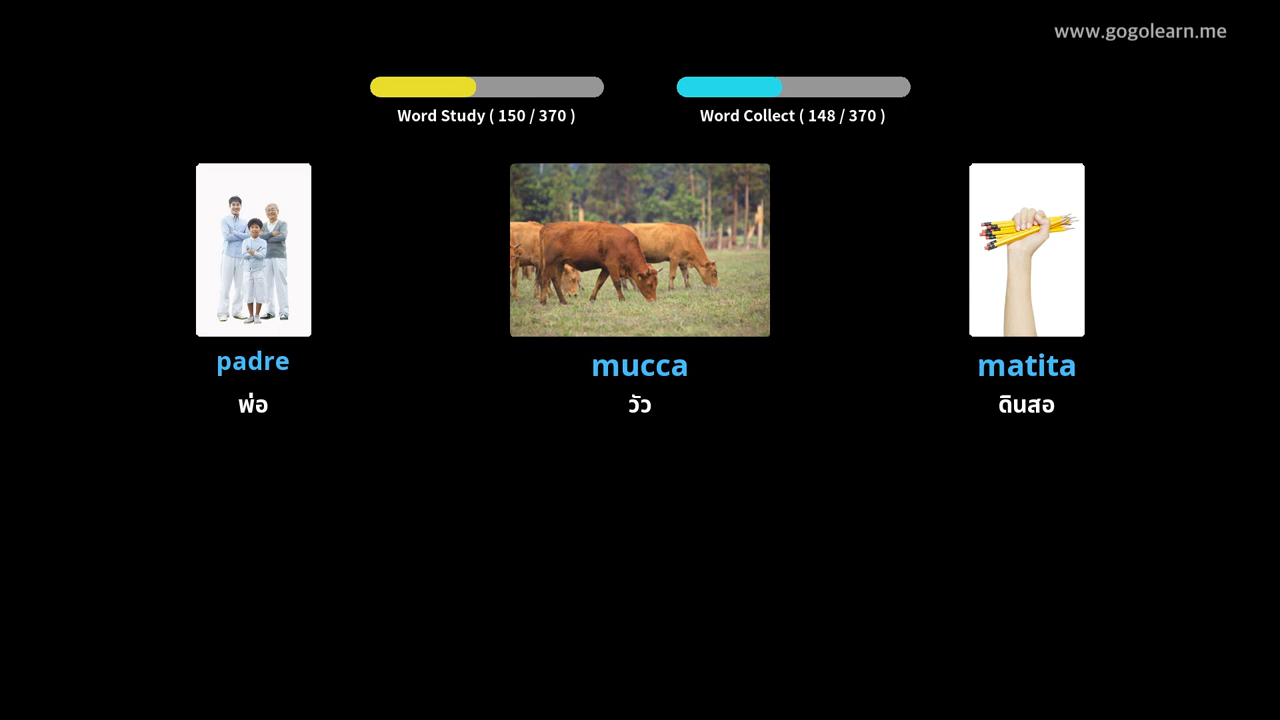 www.gogolearn.me
Word Study ( 150 / 370 )
Word Collect ( 148 / 370 )
padre
mucca
matita
พ่อ
วัว
ดินสอ